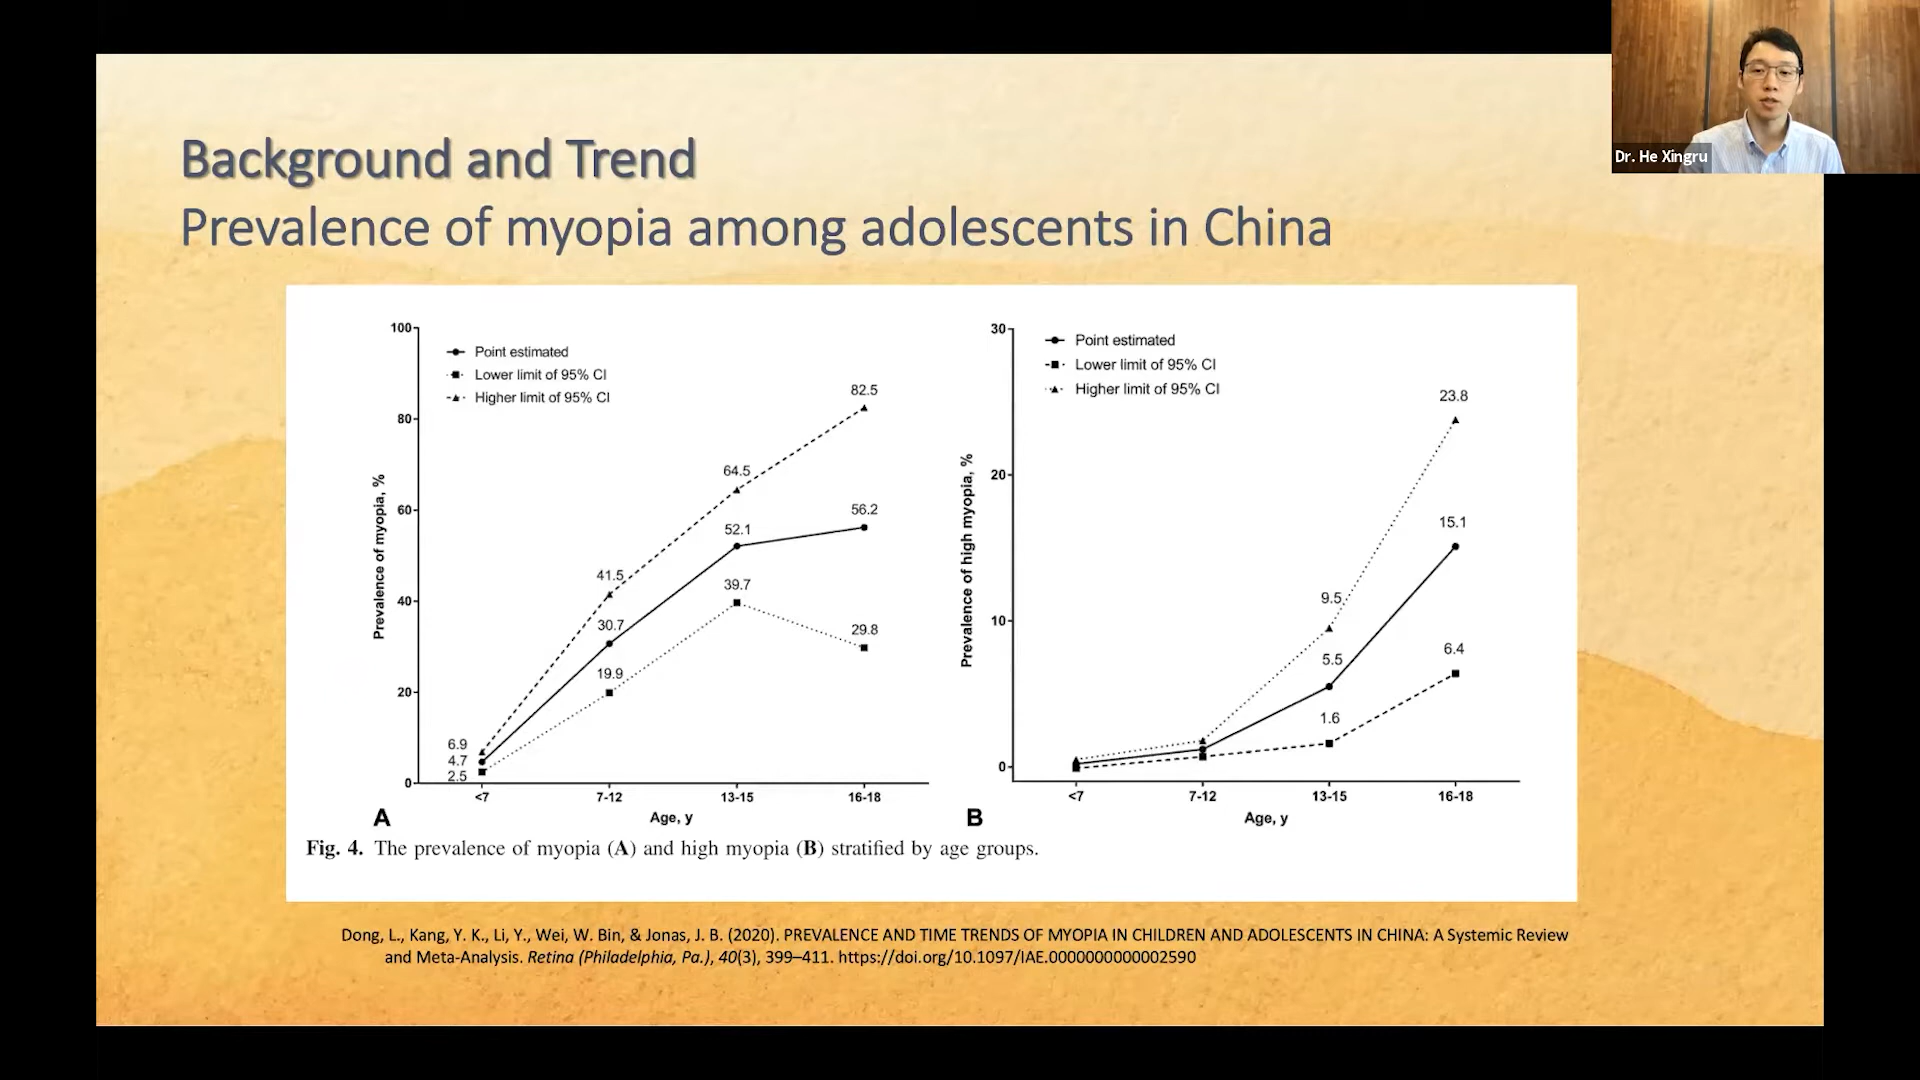 Dr. He Xingru
Background and Trend
Prevalence of myopia among adolescents in China
100
80
60
40
20
0
Prevalence of myopia, %
Point estimated
Lower limit of 95% CI
Higher limit of 95% CI
82.5
64.5
56.2
52.1
41.5
39.7
30.7
29.8
19.9
6.9
4.7
2.5
<7
7-12
13-15
16-18
A
Age, y
30
20
10
0
Prevalence of high myopia, %
Point estimated
Lower limit of 95% CI
Higher limit of 95% CI
23.8
15.1
9.5
5.5
6.4
1.6
<7
7-12
13-15
16-18
B
Age, y
Fig. 4. The prevalence of myopia (A) and high myopia (B) stratified by age groups.
Dong, L., Kang, Y. K., Li, Y., Wei, W. Bin, & Jonas, J. B. (2020). PREVALENCE AND TIME TRENDS OF MYOPIA IN CHILDREN AND ADOLESCENTS IN CHINA: A Systemic Review
and Meta-Analysis. Retina (Philadelphia, Pa.), 40(3), 399–411. https://doi.org/10.1097/IAE.0000000000002590